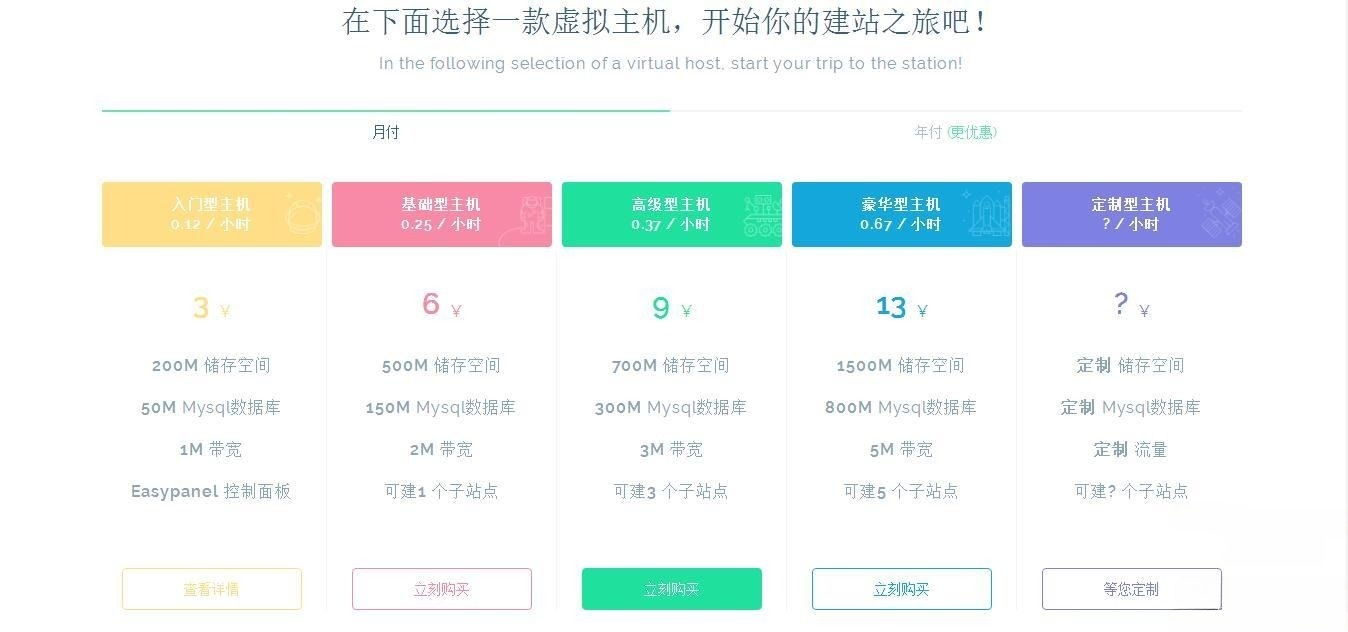 在下面选择一款虚拟主机，开始你的建站之旅吧！
In the following selection of a virtual host, start your trip to the station!
月付
年付 (更优惠)
入门型主机
0.12 / 小时
3 ¥
200M 储存空间
50M Mysql数据库
1M 带宽
Easypanel 控制面板
查看详情
基础型主机
0.25 / 小时
6 ¥
500M 储存空间
150M Mysql数据库
2M 带宽
可建1 个子站点
立刻购买
高级型主机
0.37 / 小时
9 ¥
700M 储存空间
300M Mysql数据库
3M 带宽
可建3 个子站点
立刻购买
豪华型主机
0.67 / 小时
13 ¥
1500M 储存空间
800M Mysql数据库
5M 带宽
可建5 个子站点
立刻购买
定制型主机
? / 小时
? ¥
定制 储存空间
定制 Mysql数据库
定制 流量
可建? 个子站点
等您定制